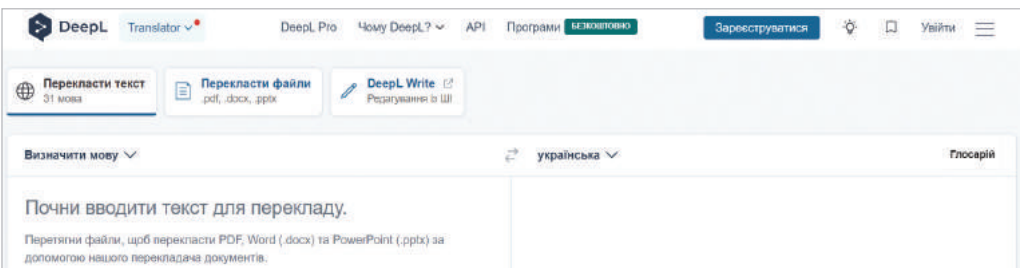 DeepL Translator DeepL Pro Чому DeepL? API Програми БЕЗКОШТОВНО Зареєструватися Увійти
Перекласти текст Перекласти файли DeepL Write
31 мова .pdf, .docx, .pptx Редагування із ШІ
Визначити мову українська Глосарій
Почни вводити текст для перекладу.
Перетягни файли, щоб перекласти PDF, Word (.docx) та PowerPoint (.pptx) за
допомогою нашого перекладача документів.